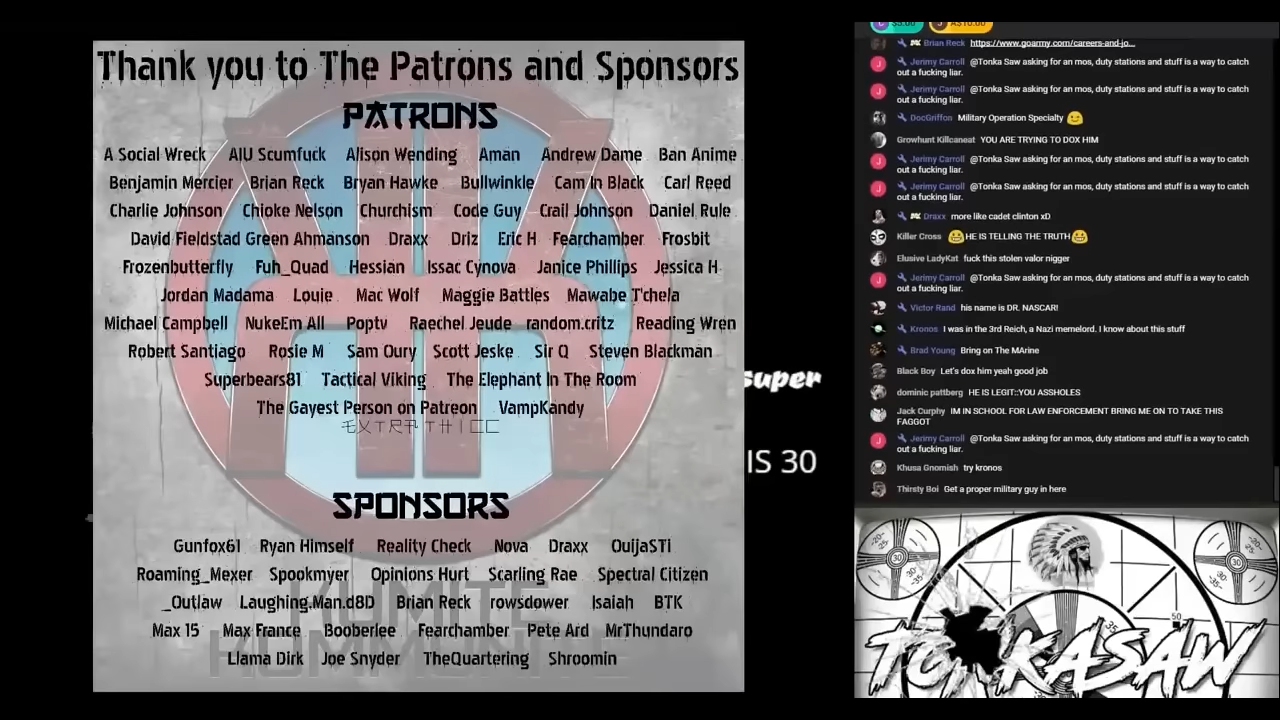 Thank you to The Patrons and Sponsors
PATRONS
A Social Wreck AIU Scumfuck Alison Wending Aman Andrew Dame Ban Anime
Benjamin Mercier Brian Reck Bryan Hawke Bullwinkle Cam In Black Carl Reed
Charlie Johnson Chioke Nelson Churchism Code Guy Crail Johnson Daniel Rule
David Fieldstad Green Ahmanson Draxx Drlz Eric H Fearchamber Frosbit
Frozenbutterfly Fuh_Quad Hessian Issac Cynova Janice Phillips Jessica H
Jordan Madama Louie Mac Wolf Maggie Battles Mawabe T'chela
Michael Campbell NukeEm All Poptv Raechel Jeude random.critz Reading Wren
Robert Santiago Rosie M Sam Oury Scott Jeske Sir Q Steven Blackman
Superbears81 Tactical Viking The Elephant In The Room
The Gayest Person on Patreon VampKandy
SPONSORS
Gunfox61 Ryan Himself Reality Check Nova Draxx OuijaSTi
Roaming_Mexer Spookmyer Opinions Hurt Scarling Rae Spectral Citizen
_Outlaw Laughing.Man.d8D Brian Reck rowsdower Isaiah BTK
Max 15 Max France Booberlee Fearchamber Pete Ard MrThundaro
Llama Dirk Joe Snyder TheQuartering Shroomin
super
IS 30
$5.00 A$10.00
Brian Reck https://www.goarmy.com/careers-and-jo...
Jerimy Carroll @Tonka Saw asking for an mos, duty stations and stuff is a way to catch
out a fucking liar.
Jerimy Carroll @Tonka Saw asking for an mos, duty stations and stuff is a way to catch
out a fucking liar.
DocGriffon Military Operation Specialty
Growhunt Killcaneat YOU ARE TRYING TO DOX HIM
Jerimy Carroll @Tonka Saw asking for an mos, duty stations and stuff is a way to catch
out a fucking liar.
Jerimy Carroll @Tonka Saw asking for an mos, duty stations and stuff is a way to catch
out a fucking liar.
Draxx more like cadet clinton xD
Killer Cross HE IS TELLING THE TRUTH
Elusive LadyKat fuck this stolen valor nigger
Jerimy Carroll @Tonka Saw asking for an mos, duty stations and stuff is a way to catch
out a fucking liar.
Victor Rand his name is DR. NASCAR!
Kronos I was in the 3rd Reich, a Nazi memelord. I know about this stuff
Brad Young Bring on The MArine
Black Boy Let's dox him yeah good job
dominic pattberg HE IS LEGIT::YOU ASSHOLES
Jack Curphy IM IN SCHOOL FOR LAW ENFORCEMENT BRING ME ON TO TAKE THIS
FAGGOT
Jerimy Carroll @Tonka Saw asking for an mos, duty stations and stuff is a way to catch
out a fucking liar.
Khusa Gnomish try kronos
Thirsty Boi Get a proper military guy in here
50
35
TONKASAW